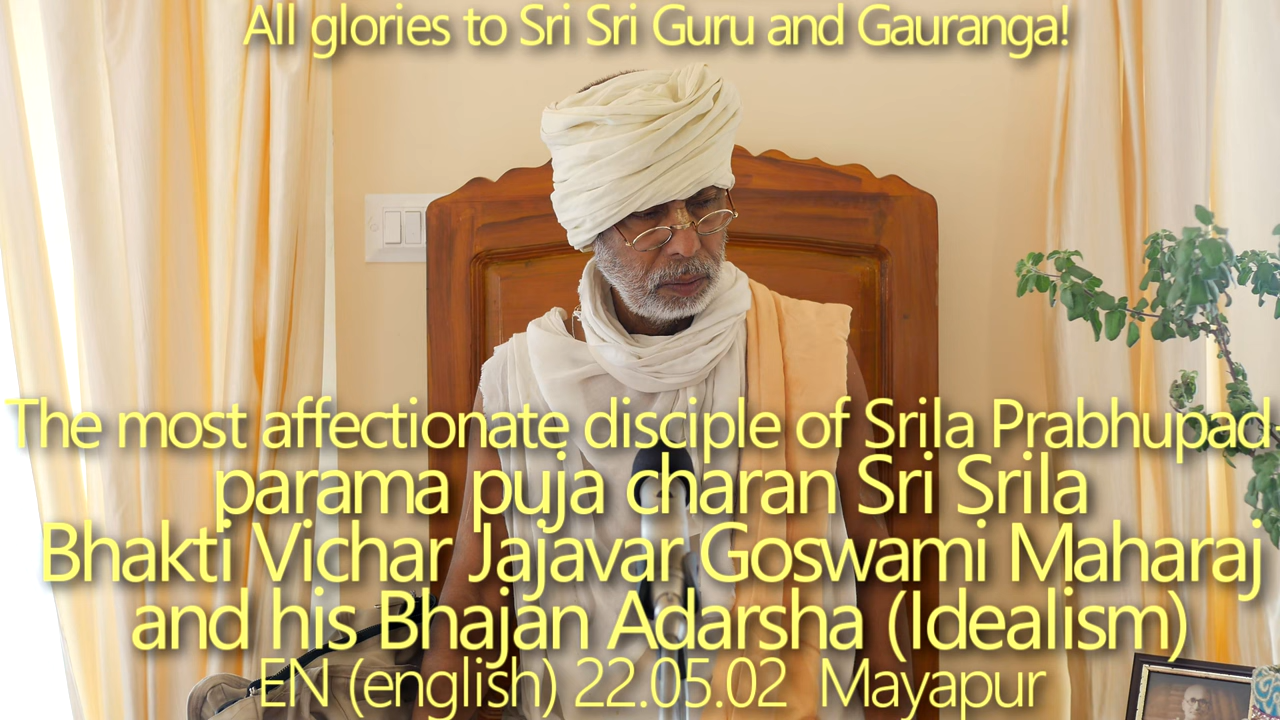 All glories to Sri Sri Guru and Gauranga!
The most affectionate disciple of Srila Prabhupad-
parama puja charan Sri Srila
Bhakti Vichar Jajavar Goswami Maharaj
and his Bhajan Adarsha (Idealism)
EN (english) 22.05.02 Mayapur